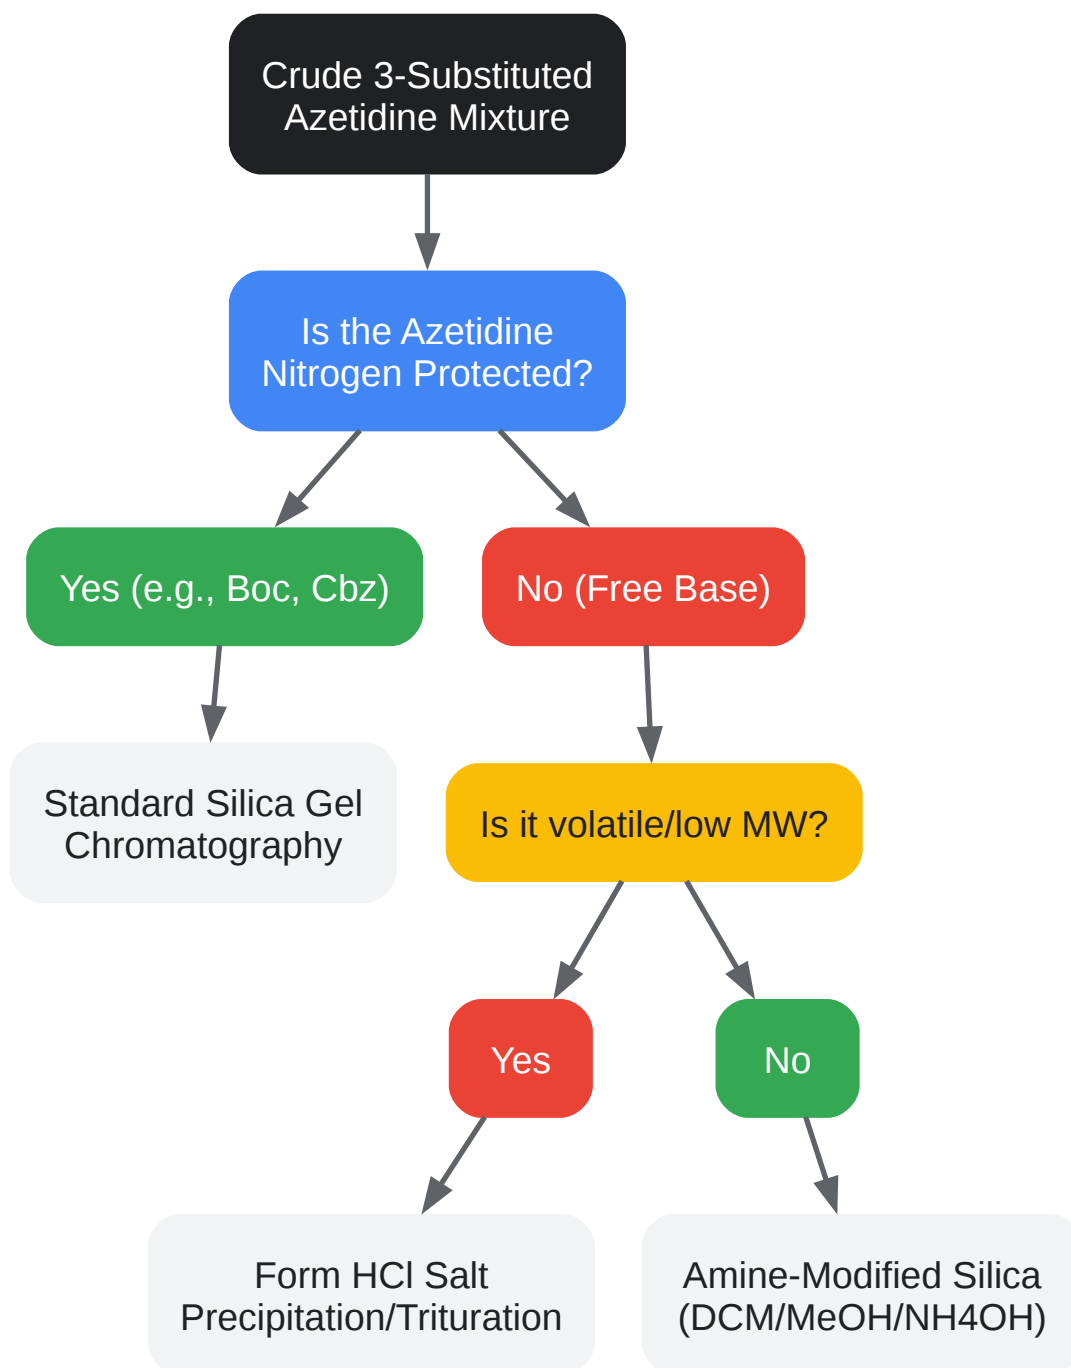 Crude 3-Substituted
Azetidine Mixture
Is the Azetidine
Nitrogen Protected?
Yes (e.g., Boc, Cbz)
No (Free Base)
Standard Silica Gel
Chromatography
Is it volatile/low MW?
Yes
No
Form HCl Salt
Precipitation/Trituration
Amine-Modified Silica
(DCM/MeOH/NH4OH)